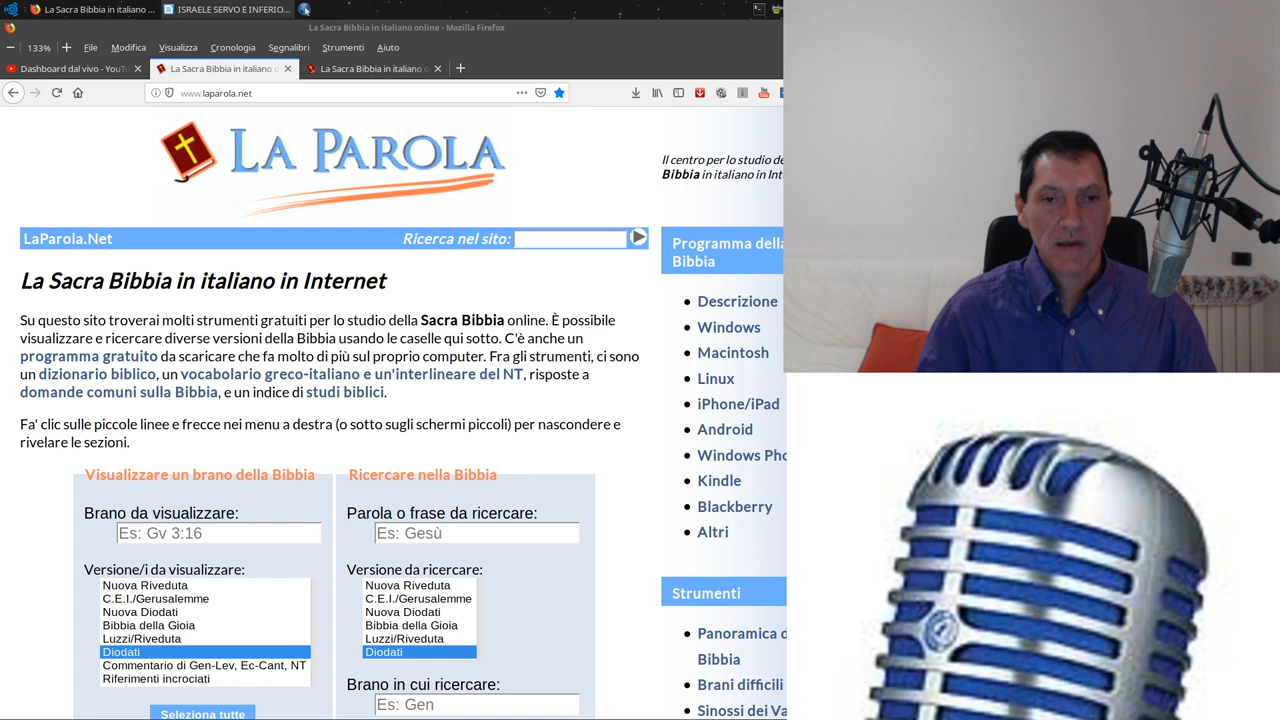 La Sacra Bibbia in italiano ...
ISRAELE SERVO E INFERIO...
La Sacra Bibbia in italiano online - Mozilla Firefox
133%
File
Modifica
Visualizza
Cronologia
Segnalibri
Strumenti
Aiuto
Dashboard dal vivo - YouTu
La Sacra Bibbia in italiano o
La Sacra Bibbia in italiano o
www.laparola.net
LA PAROLA
Il centro per lo studio de
Bibbia in italiano in Int
LaParola.Net
Ricerca nel sito:
La Sacra Bibbia in italiano in Internet
Su questo sito troverai molti strumenti gratuiti per lo studio della Sacra Bibbia online. È possibile
visualizzare e ricercare diverse versioni della Bibbia usando le caselle qui sotto. C'è anche un
programma gratuito da scaricare che fa molto di più sul proprio computer. Fra gli strumenti, ci sono
un dizionario biblico, un vocabolario greco-italiano e un'interlineare del NT, risposte a
domande comuni sulla Bibbia, e un indice di studi biblici.
Fa' clic sulle piccole linee e frecce nei menu a destra (o sotto sugli schermi piccoli) per nascondere e
rivelare le sezioni.
Visualizzare un brano della Bibbia
Brano da visualizzare:
Es: Gv 3:16
Versione/i da visualizzare:
Nuova Riveduta
C.E.I./Gerusalemme
Nuova Diodati
Bibbia della Gioia
Luzzi/Riveduta
Diodati
Commentario di Gen-Lev, Ec-Cant, NT
Riferimenti incrociati
Seleziona tutte
Ricercare nella Bibbia
Parola o frase da ricercare:
Es: Gesù
Versione da ricercare:
Nuova Riveduta
C.E.I./Gerusalemme
Nuova Diodati
Bibbia della Gioia
Luzzi/Riveduta
Diodati
Brano in cui ricercare:
Es: Gen
Programma della
Bibbia
Descrizione
Windows
Macintosh
Linux
iPhone/iPad
Android
Windows Pho
Kindle
Blackberry
Altri
Strumenti
Panoramica d
Bibbia
Brani difficili
Sinossi dei Va